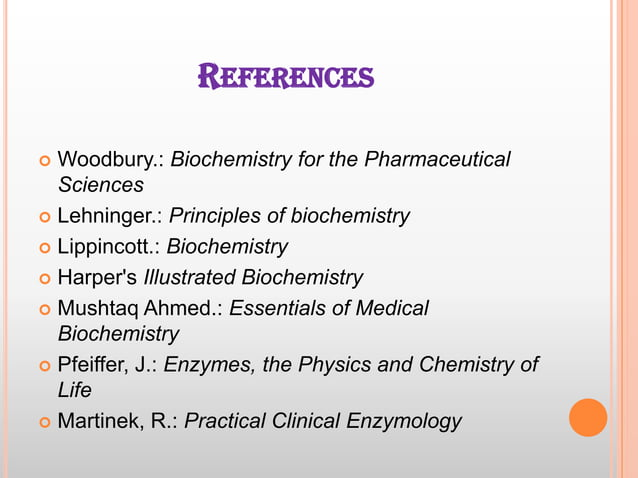 REFERENCES
Woodbury.: Biochemistry for the Pharmaceutical
Sciences
Lehninger.: Principles of biochemistry
Lippincott.: Biochemistry
Harper's Illustrated Biochemistry
Mushtaq Ahmed.: Essentials of Medical
Biochemistry
Pfeiffer, J.: Enzymes, the Physics and Chemistry of
Life
Martinek, R.: Practical Clinical Enzymology